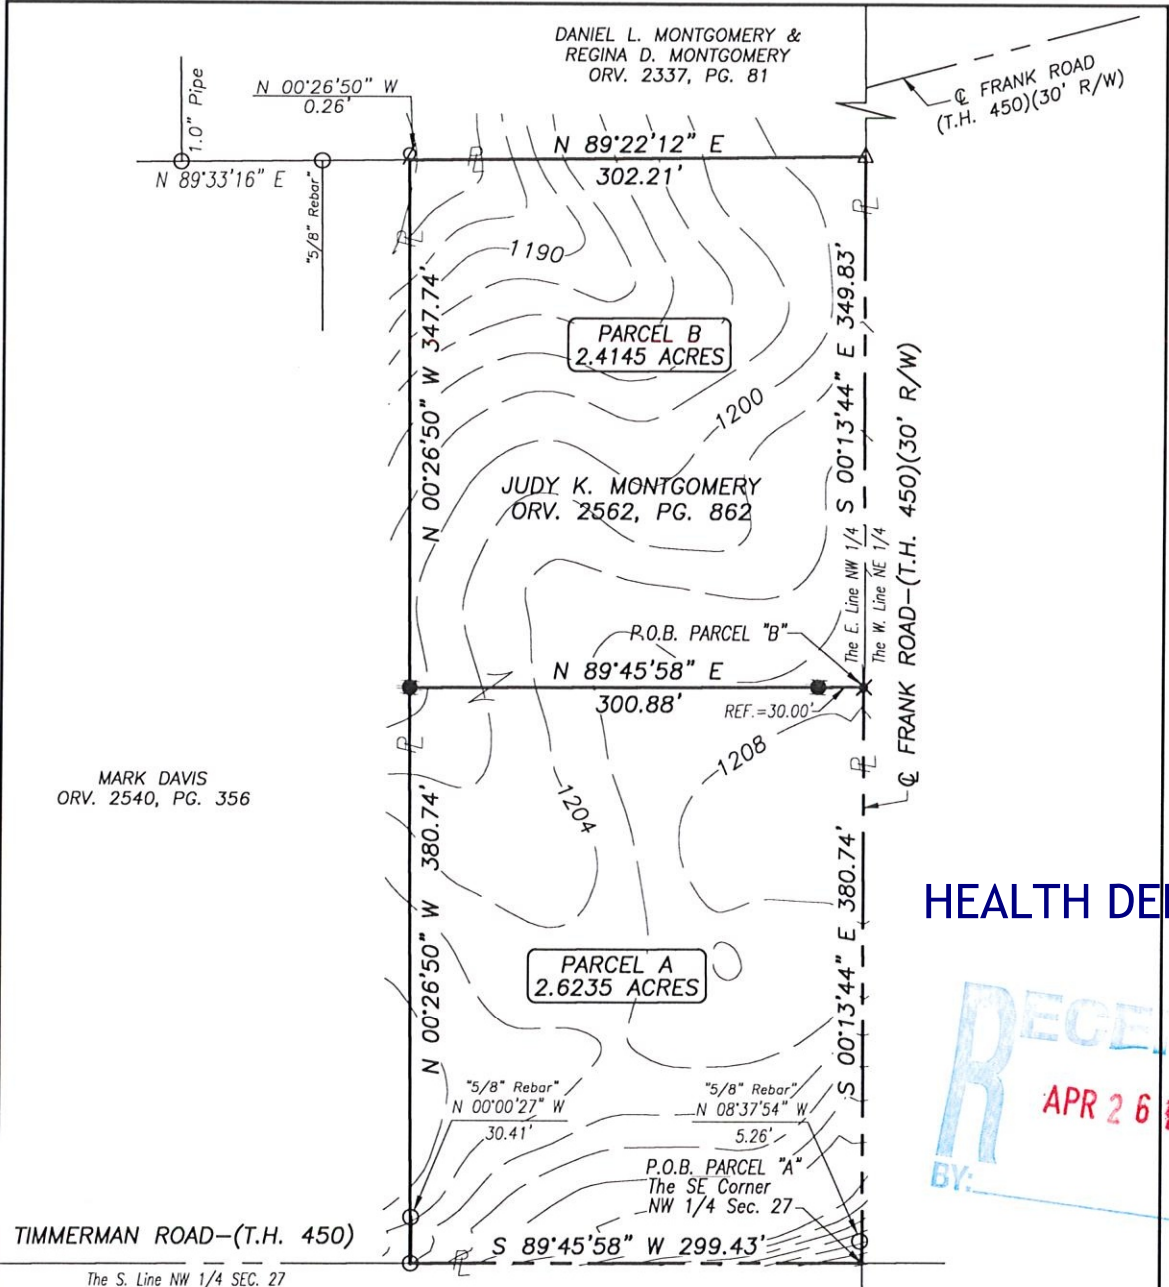 DANIEL L. MONTGOMERY &
REGINA D. MONTGOMERY
ORV. 2337, PG. 81
℄ FRANK ROAD
(T.H. 450)(30' R/W)
1.0" Pipe
N 00°26'50" W
0.26'
N 89°22'12" E
302.21'
N 89°33'16" E
"5/8" Rebar"
1190
N 00°26'50" W 347.74'
S 00°13'44" E 349.83'
PARCEL B
2.4145 ACRES
1200
JUDY K. MONTGOMERY
ORV. 2562, PG. 862
℄ FRANK ROAD-(T.H. 450)(30' R/W)
The E. Line NW 1/4
The W. Line NE 1/4
P.O.B. PARCEL "B"
N 89°45'58" E
300.88'
REF.=30.00'
1208
MARK DAVIS
ORV. 2540, PG. 356
1204
N 00°26'50" W 380.74'
S 00°13'44" E 380.74'
HEALTH DE
PARCEL A
2.6235 ACRES
RECE
APR 26
BY:
"5/8" Rebar"
N 00°00'27" W
30.41'
"5/8" Rebar"
N 08°37'54" W
5.26'
P.O.B. PARCEL "A"
The SE Corner
NW 1/4 Sec. 27
TIMMERMAN ROAD-(T.H. 450)
S 89°45'58" W 299.43'
The S. Line NW 1/4 SEC. 27